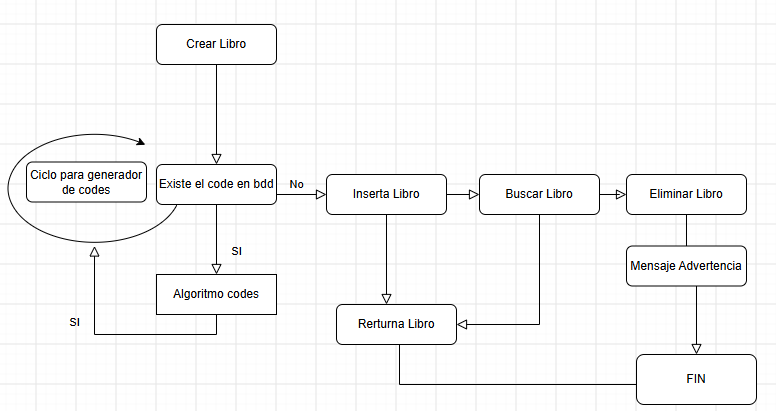 Crear Libro
Ciclo para generador
de codes
Existe el code en bdd
No
Inserta Libro
Buscar Libro
Eliminar Libro
SI
Mensaje Advertencia
Algoritmo codes
SI
Rerturna Libro
FIN